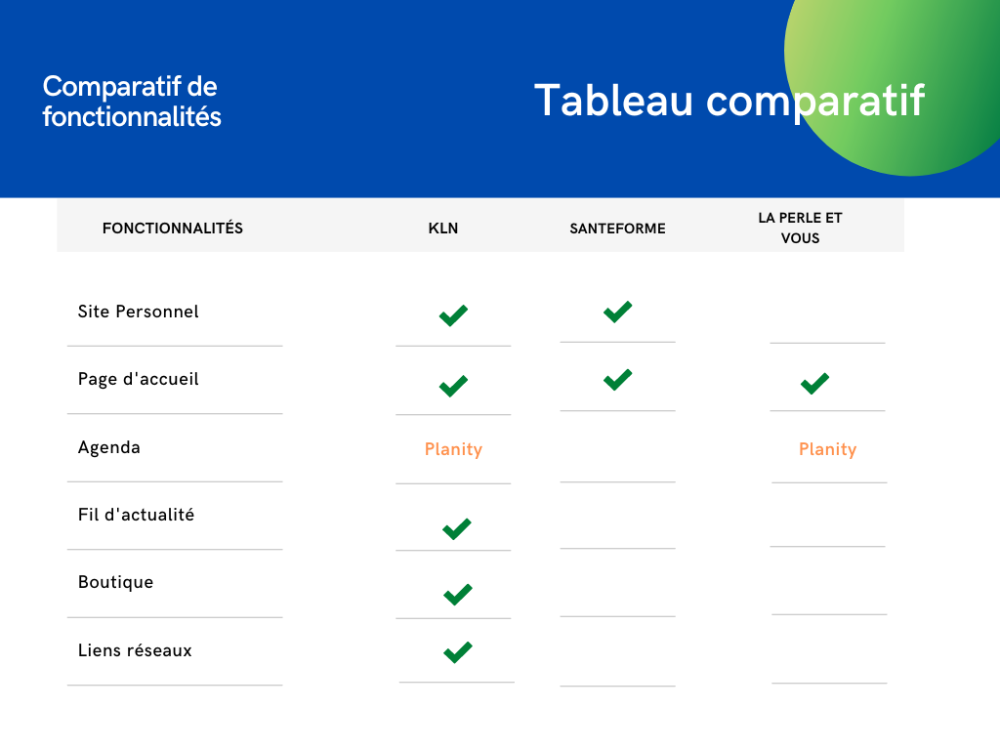 Comparatif de
fonctionnalités
Tableau comparatif
FONCTIONNALITÉS KLN SANTEFORME LA PERLE ET
VOUS
Site Personnel
Page d'accueil
Agenda Planity Planity
Fil d'actualité
Boutique
Liens réseaux